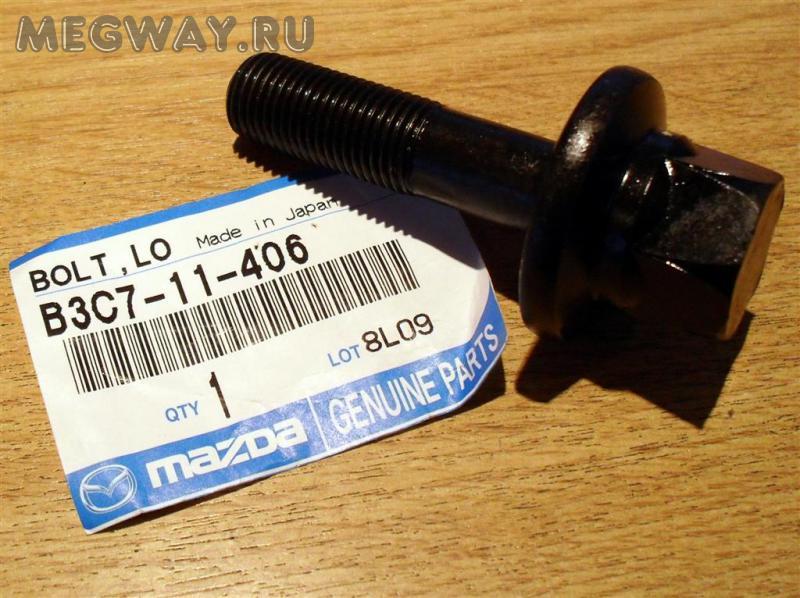 MEGWAY.RU
BOLT, LO Made in Japan
B3C7-11-406
QTY 1 LOT 8L09
mazda GENUINE PARTS